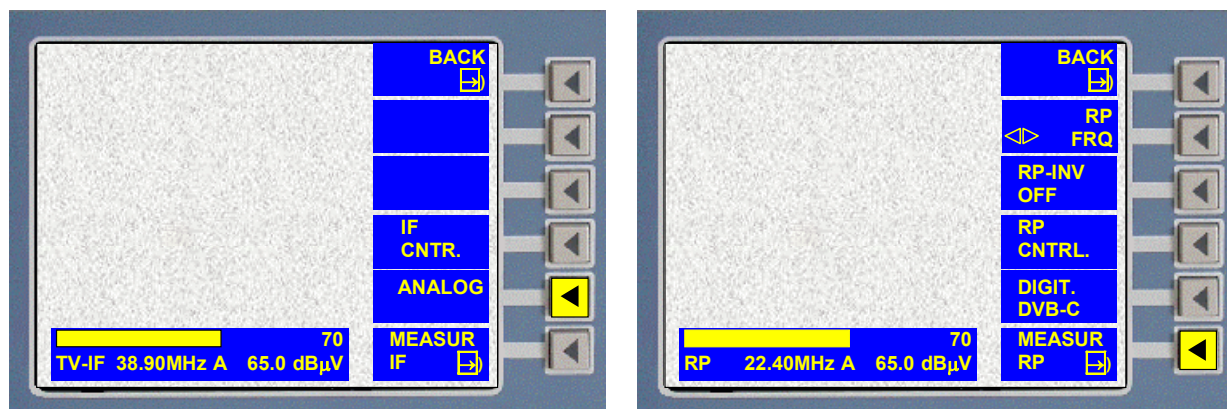 BACK
IF
CNTR.
ANALOG
MEASUR
IF
70
TV-IF 38.90MHz A 65.0 dBµV
BACK
RP
FRQ
RP-INV
OFF
RP
CNTRL.
DIGIT.
DVB-C
MEASUR
RP
70
RP 22.40MHz A 65.0 dBµV